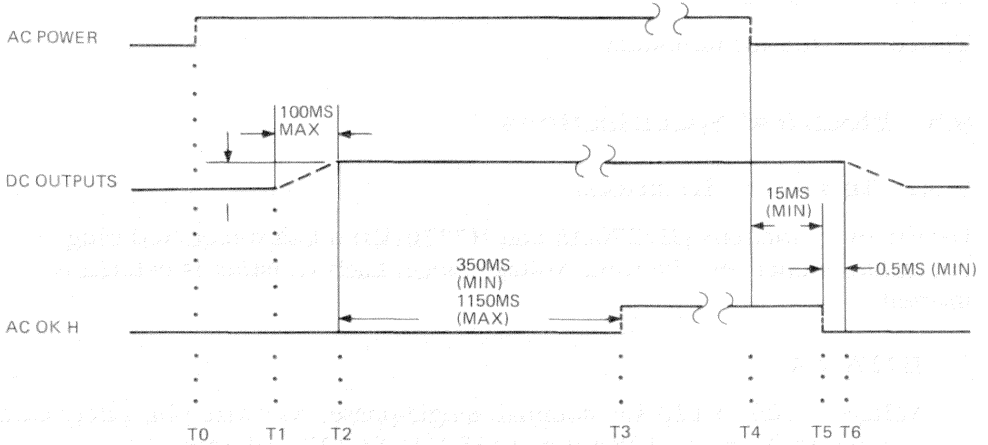 AC POWER
100MS
MAX
DC OUTPUTS
15MS
(MIN)
350MS
(MIN)
1150MS
(MAX)
0.5MS (MIN)
AC OK H
T0 T1 T2 T3 T4 T5 T6